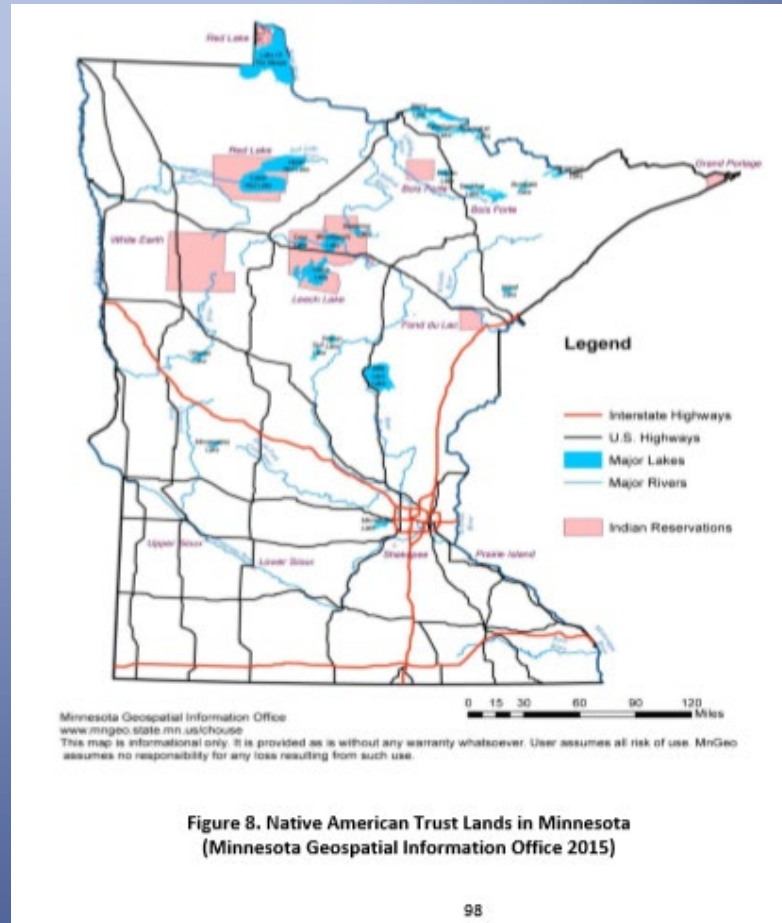 Red Lake
Red Lake
Grand Portage
Bois Forte
Bois Forte
White Earth
Leech Lake
Fond du Lac
Legend
Interstate Highways
U.S. Highways
Major Lakes
Major Rivers
Indian Reservations
Upper Sioux
Lower Sioux
Shakopee
Prairie Island
0 15 30 60 90 120
Miles
Minnesota Geospatial Information Office
www.mngeo.state.mn.us/chouse
This map is informational only. It is provided as is without any warranty whatsoever. User assumes all risk of use. MnGeo
assumes no responsibility for any loss resulting from such use.
Figure 8. Native American Trust Lands in Minnesota
(Minnesota Geospatial Information Office 2015)
98